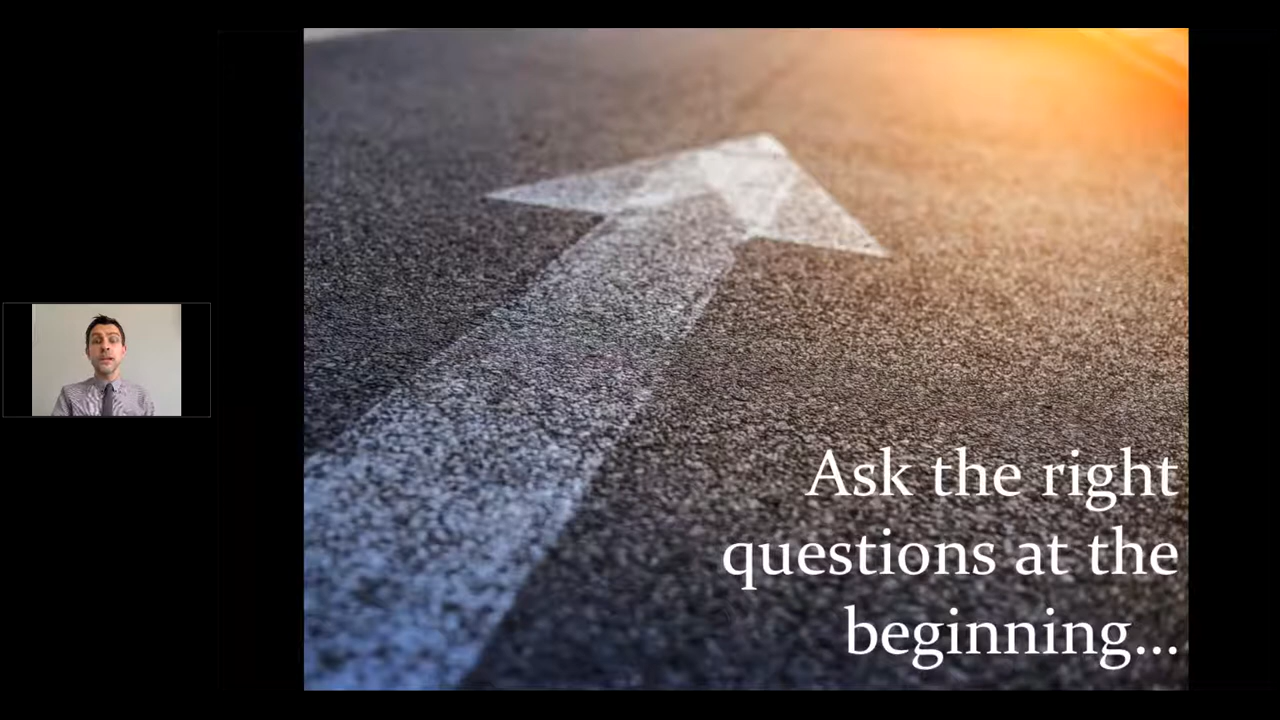 Ask the right
questions at the
beginning...